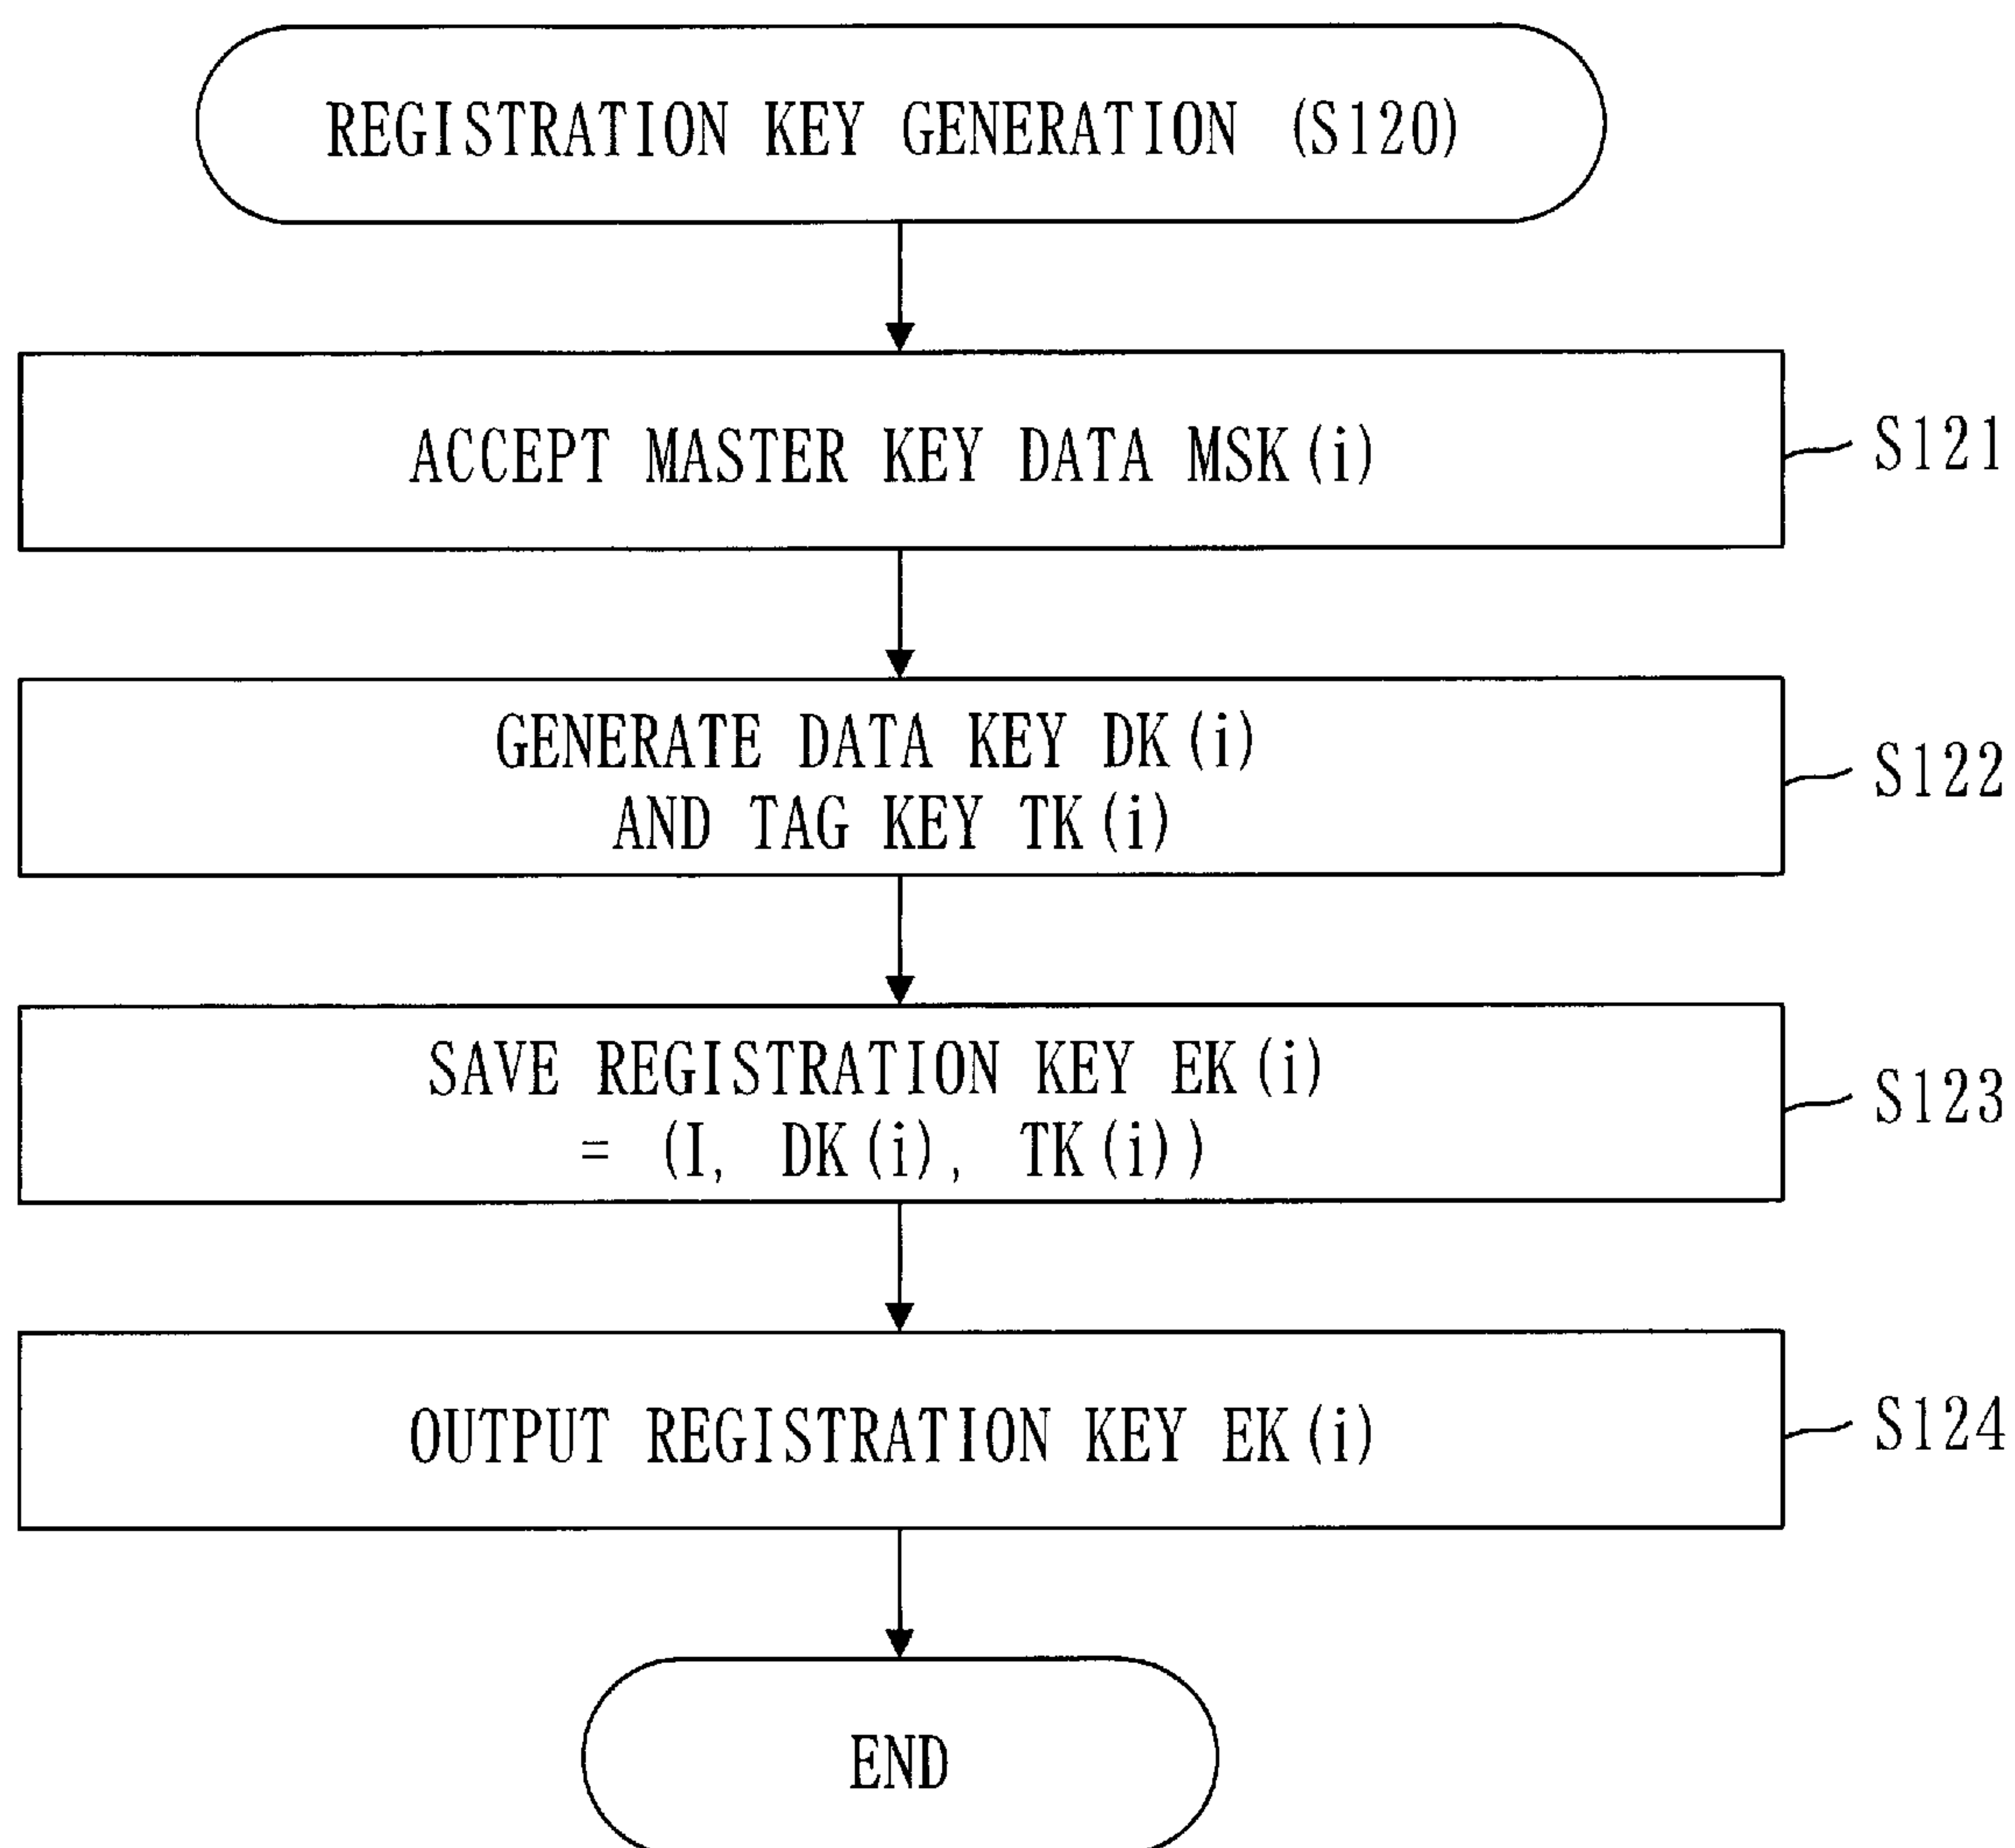 REGISTRATION KEY GENERATION (S120)
ACCEPT MASTER KEY DATA MSK(i)
S121
GENERATE DATA KEY DK(i)
AND TAG KEY TK(i)
S122
SAVE REGISTRATION KEY EK(i)
= (I, DK(i), TK(i))
S123
OUTPUT REGISTRATION KEY EK(i)
S124
END